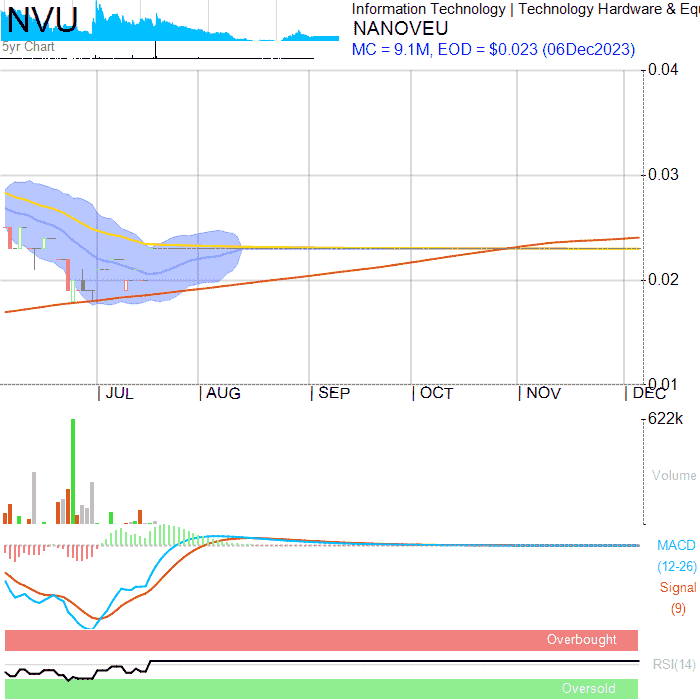 NVU
5yr Chart
Information Technology | Technology Hardware & Eq
NANOVEU
MC = 9.1M, EOD = $0.023 (06Dec2023)
0.04
0.03
0.02
0.01
JUL AUG SEP OCT NOV DEC
622k
Volume
MACD
(12-26)
Signal
(9)
Overbought
RSI(14)
Oversold